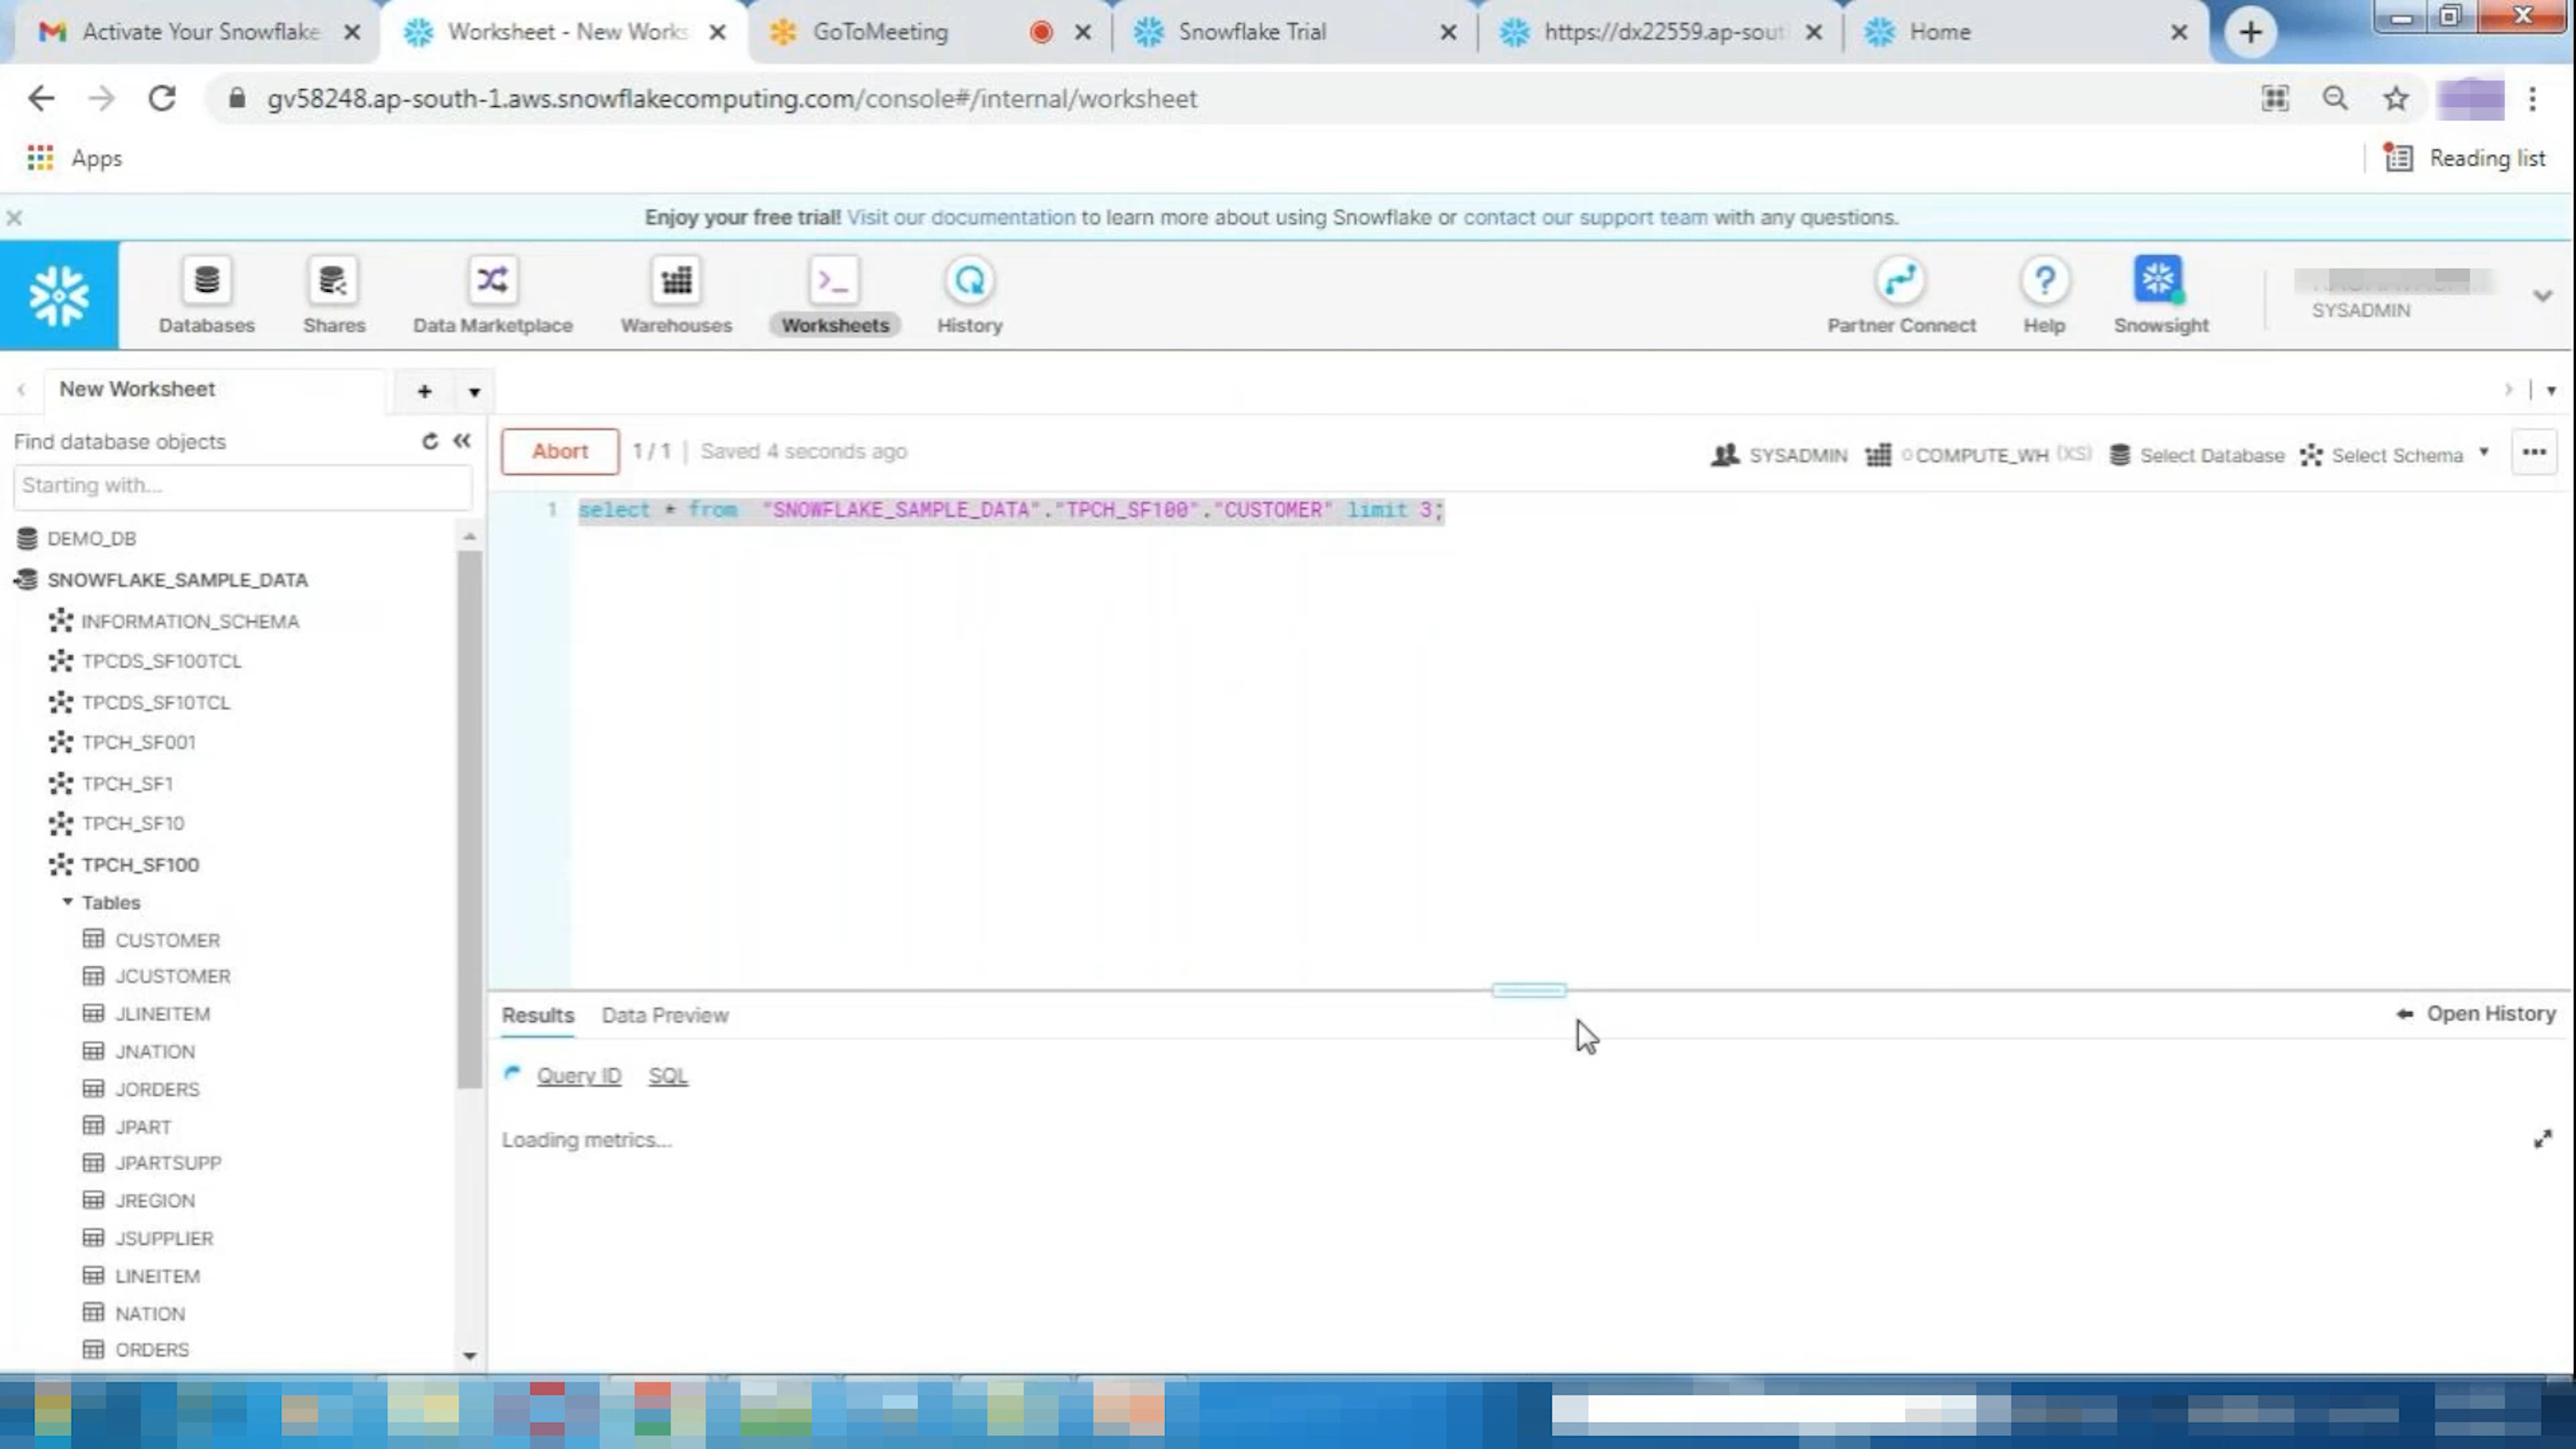 Activate Your Snowflake
Worksheet - New Works
GoToMeeting
Snowflake Trial
https://dx22559.ap-sout
Home
gv58248.ap-south-1.aws.snowflakecomputing.com/console#/internal/worksheet
Apps
Reading list
Enjoy your free trial! Visit our documentation to learn more about using Snowflake or contact our support team with any questions.
Databases
Shares
Data Marketplace
Warehouses
Worksheets
History
Partner Connect
Help
Snowsight
SYSADMIN
New Worksheet
Find database objects
Starting with...
Abort
1 / 1 | Saved 4 seconds ago
SYSADMIN
COMPUTE_WH (XS)
Select Database
Select Schema
1 select * from "SNOWFLAKE_SAMPLE_DATA"."TPCH_SF100"."CUSTOMER" limit 3;
DEMO_DB
SNOWFLAKE_SAMPLE_DATA
INFORMATION_SCHEMA
TPCDS_SF100TCL
TPCDS_SF10TCL
TPCH_SF001
TPCH_SF1
TPCH_SF10
TPCH_SF100
Tables
CUSTOMER
JCUSTOMER
JLINEITEM
JNATION
JORDERS
JPART
JPARTSUPP
JREGION
JSUPPLIER
LINEITEM
NATION
ORDERS
Results
Data Preview
Open History
Query ID
SQL
Loading metrics...